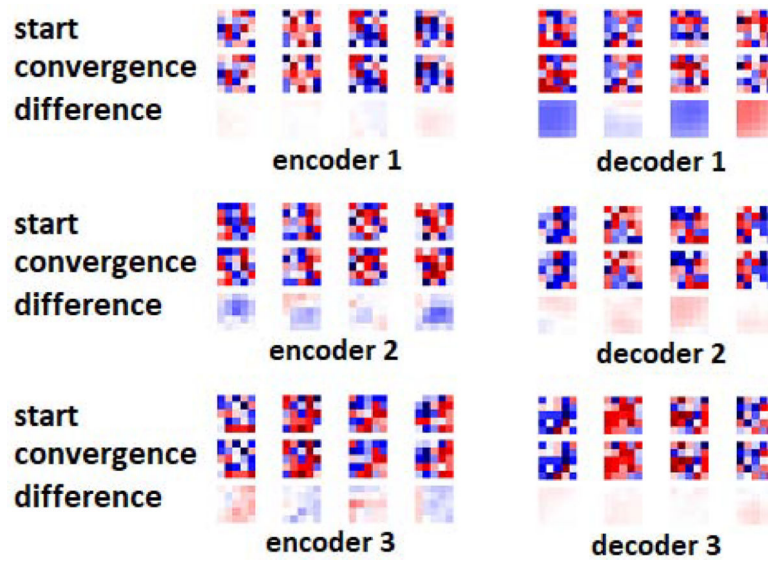 start
convergence
difference
encoder 1
decoder 1
start
convergence
difference
encoder 2
decoder 2
start
convergence
difference
encoder 3
decoder 3